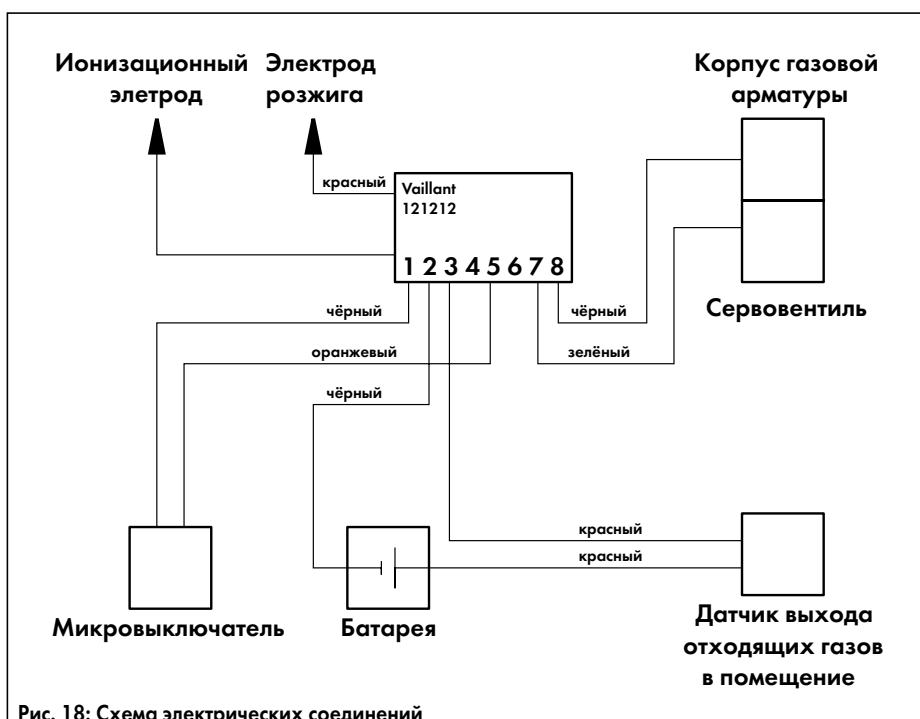 Ионизационный
элетрод
Электрод
розжига
Корпус газовой
арматуры
красный
Vaillant
121212
1 2 3 4 5 6 7 8
Сервовентиль
чёрный
чёрный
оранжевый
зелёный
чёрный
красный
красный
Микровыключатель
Батарея
Датчик выхода
отходящих газов
в помещение
Рис. 18: Схема электрических соединений